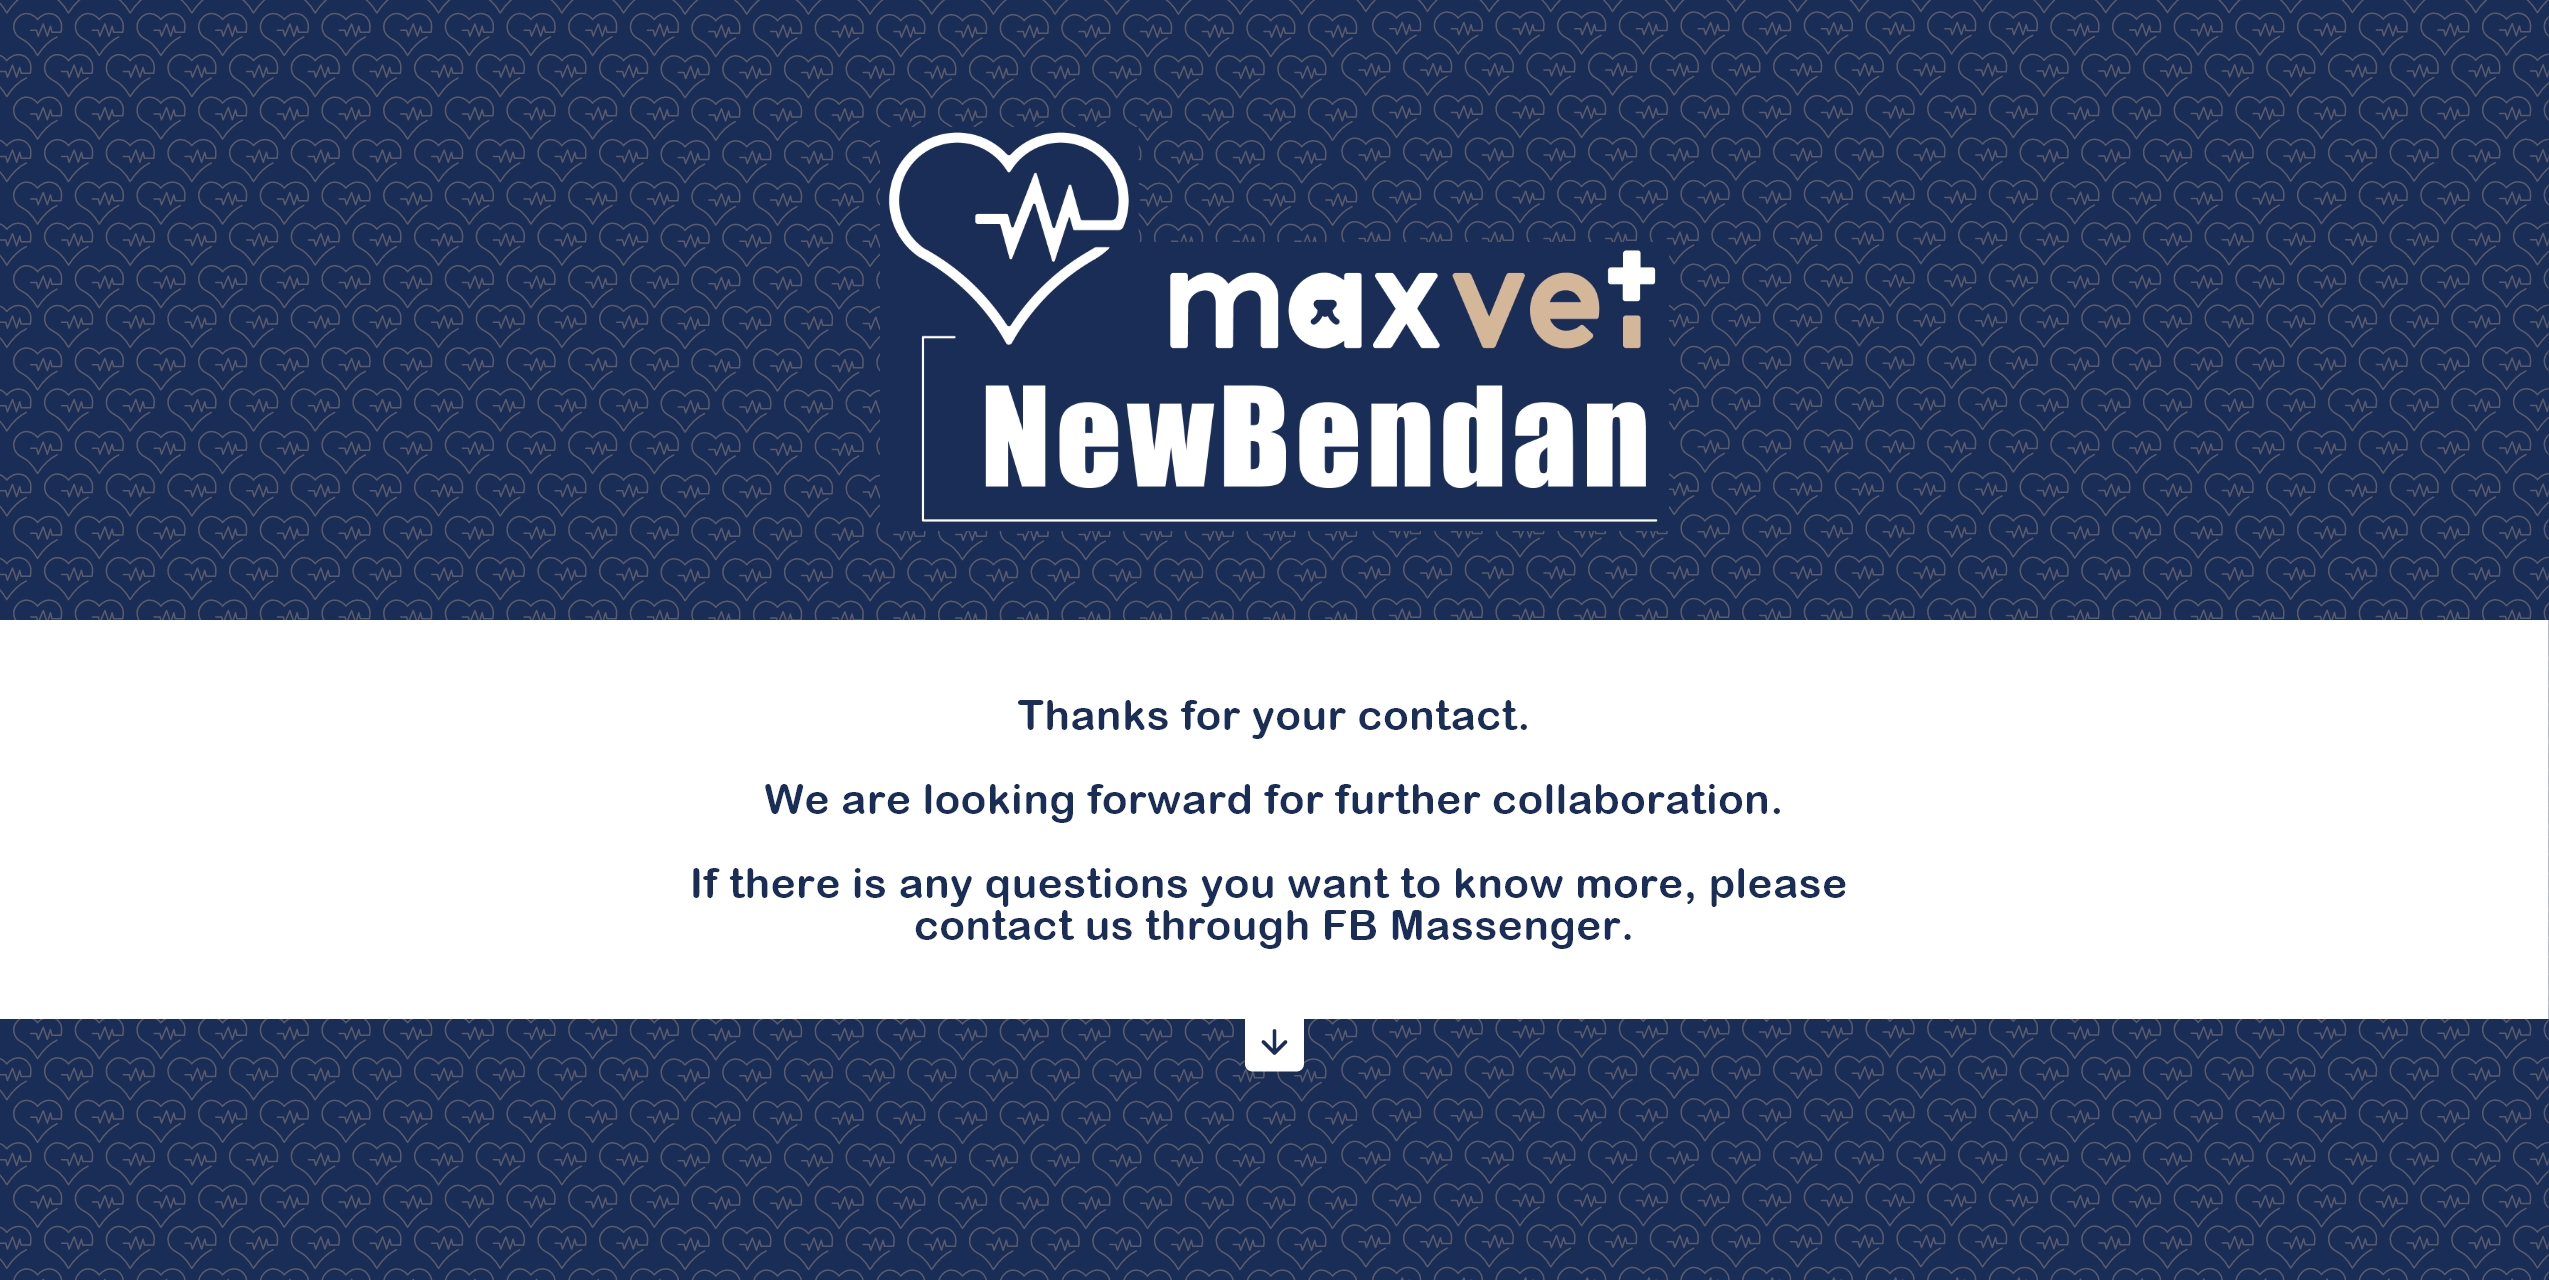 maxvet
NewBendan
Thanks for your contact.
We are looking forward for further collaboration.
If there is any questions you want to know more, please
contact us through FB Massenger.